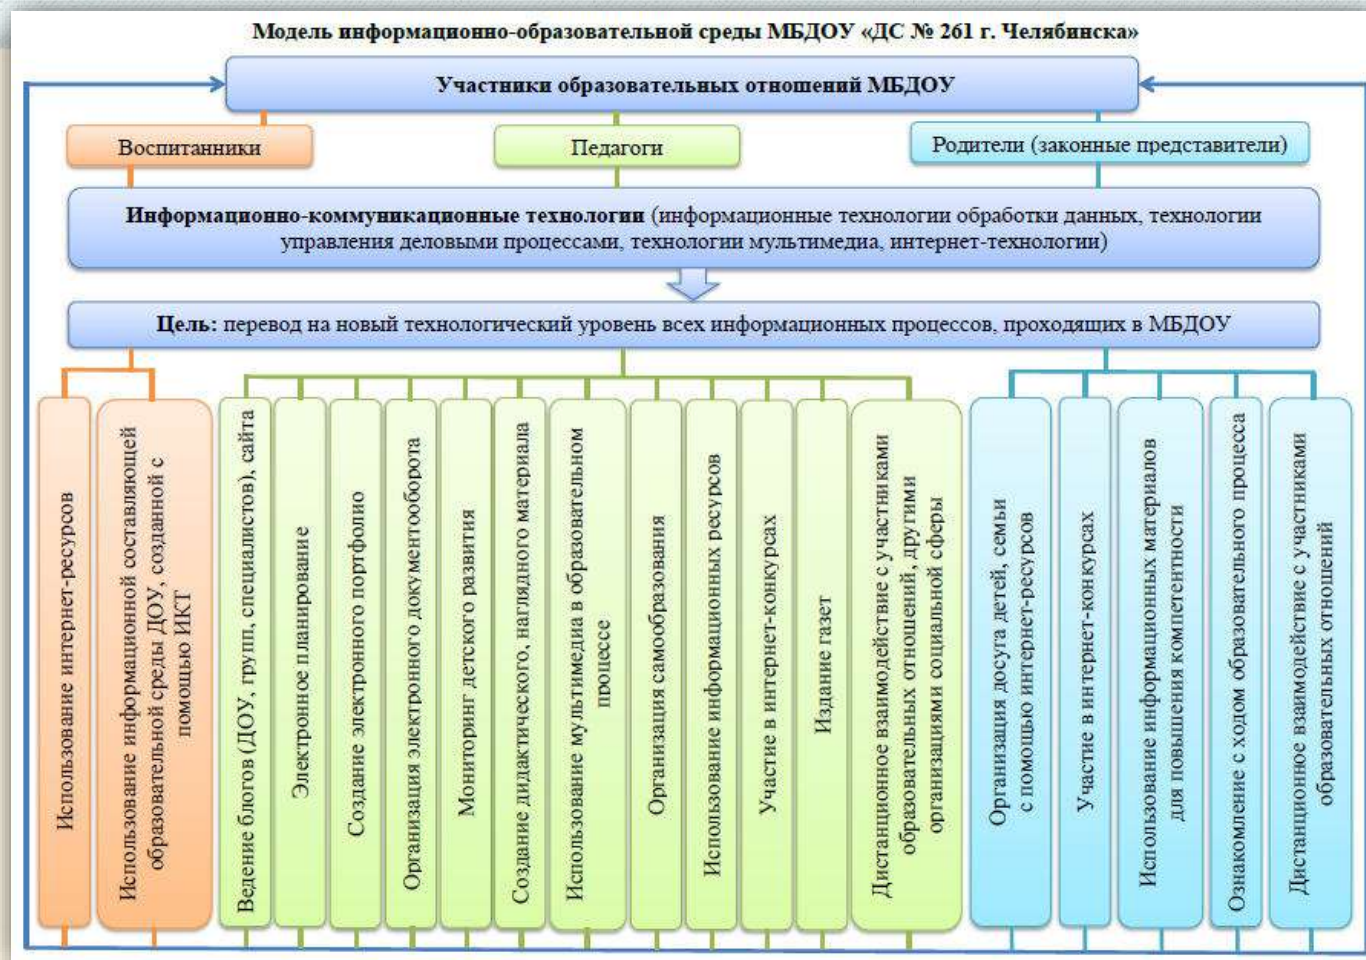 Модель информационно-образовательной среды МБДОУ «ДС № 261 г. Челябинска»
Участники образовательных отношений МБДОУ
Воспитанники
Педагоги
Родители (законные представители)
Информационно-коммуникационные технологии (информационные технологии обработки данных, технологии
управления деловыми процессами, технологии мультимедиа, интернет-технологии)
Цель: перевод на новый технологический уровень всех информационных процессов, проходящих в МБДОУ
Использование интернет-ресурсов
Использование информационной составляющей
образовательной среды ДОУ, созданной с
помощью ИКТ
Ведение блогов (ДОУ, групп, специалистов), сайта
Электронное планирование
Создание электронного портфолио
Организация электронного документооборота
Мониторинг детского развития
Создание дидактического, наглядного материала
Использование мультимедиа в образовательном
процессе
Организация самообразования
Использование информационных ресурсов
Участие в интернет-конкурсах
Издание газет
Дистанционное взаимодействие с участниками
образовательных отношений, другими
организациями социальной сферы
Организация досуга детей, семьи
с помощью интернет-ресурсов
Участие в интернет-конкурсах
Использование информационных материалов
для повышения компетентности
Ознакомление с ходом образовательного процесса
Дистанционное взаимодействие с участниками
образовательных отношений